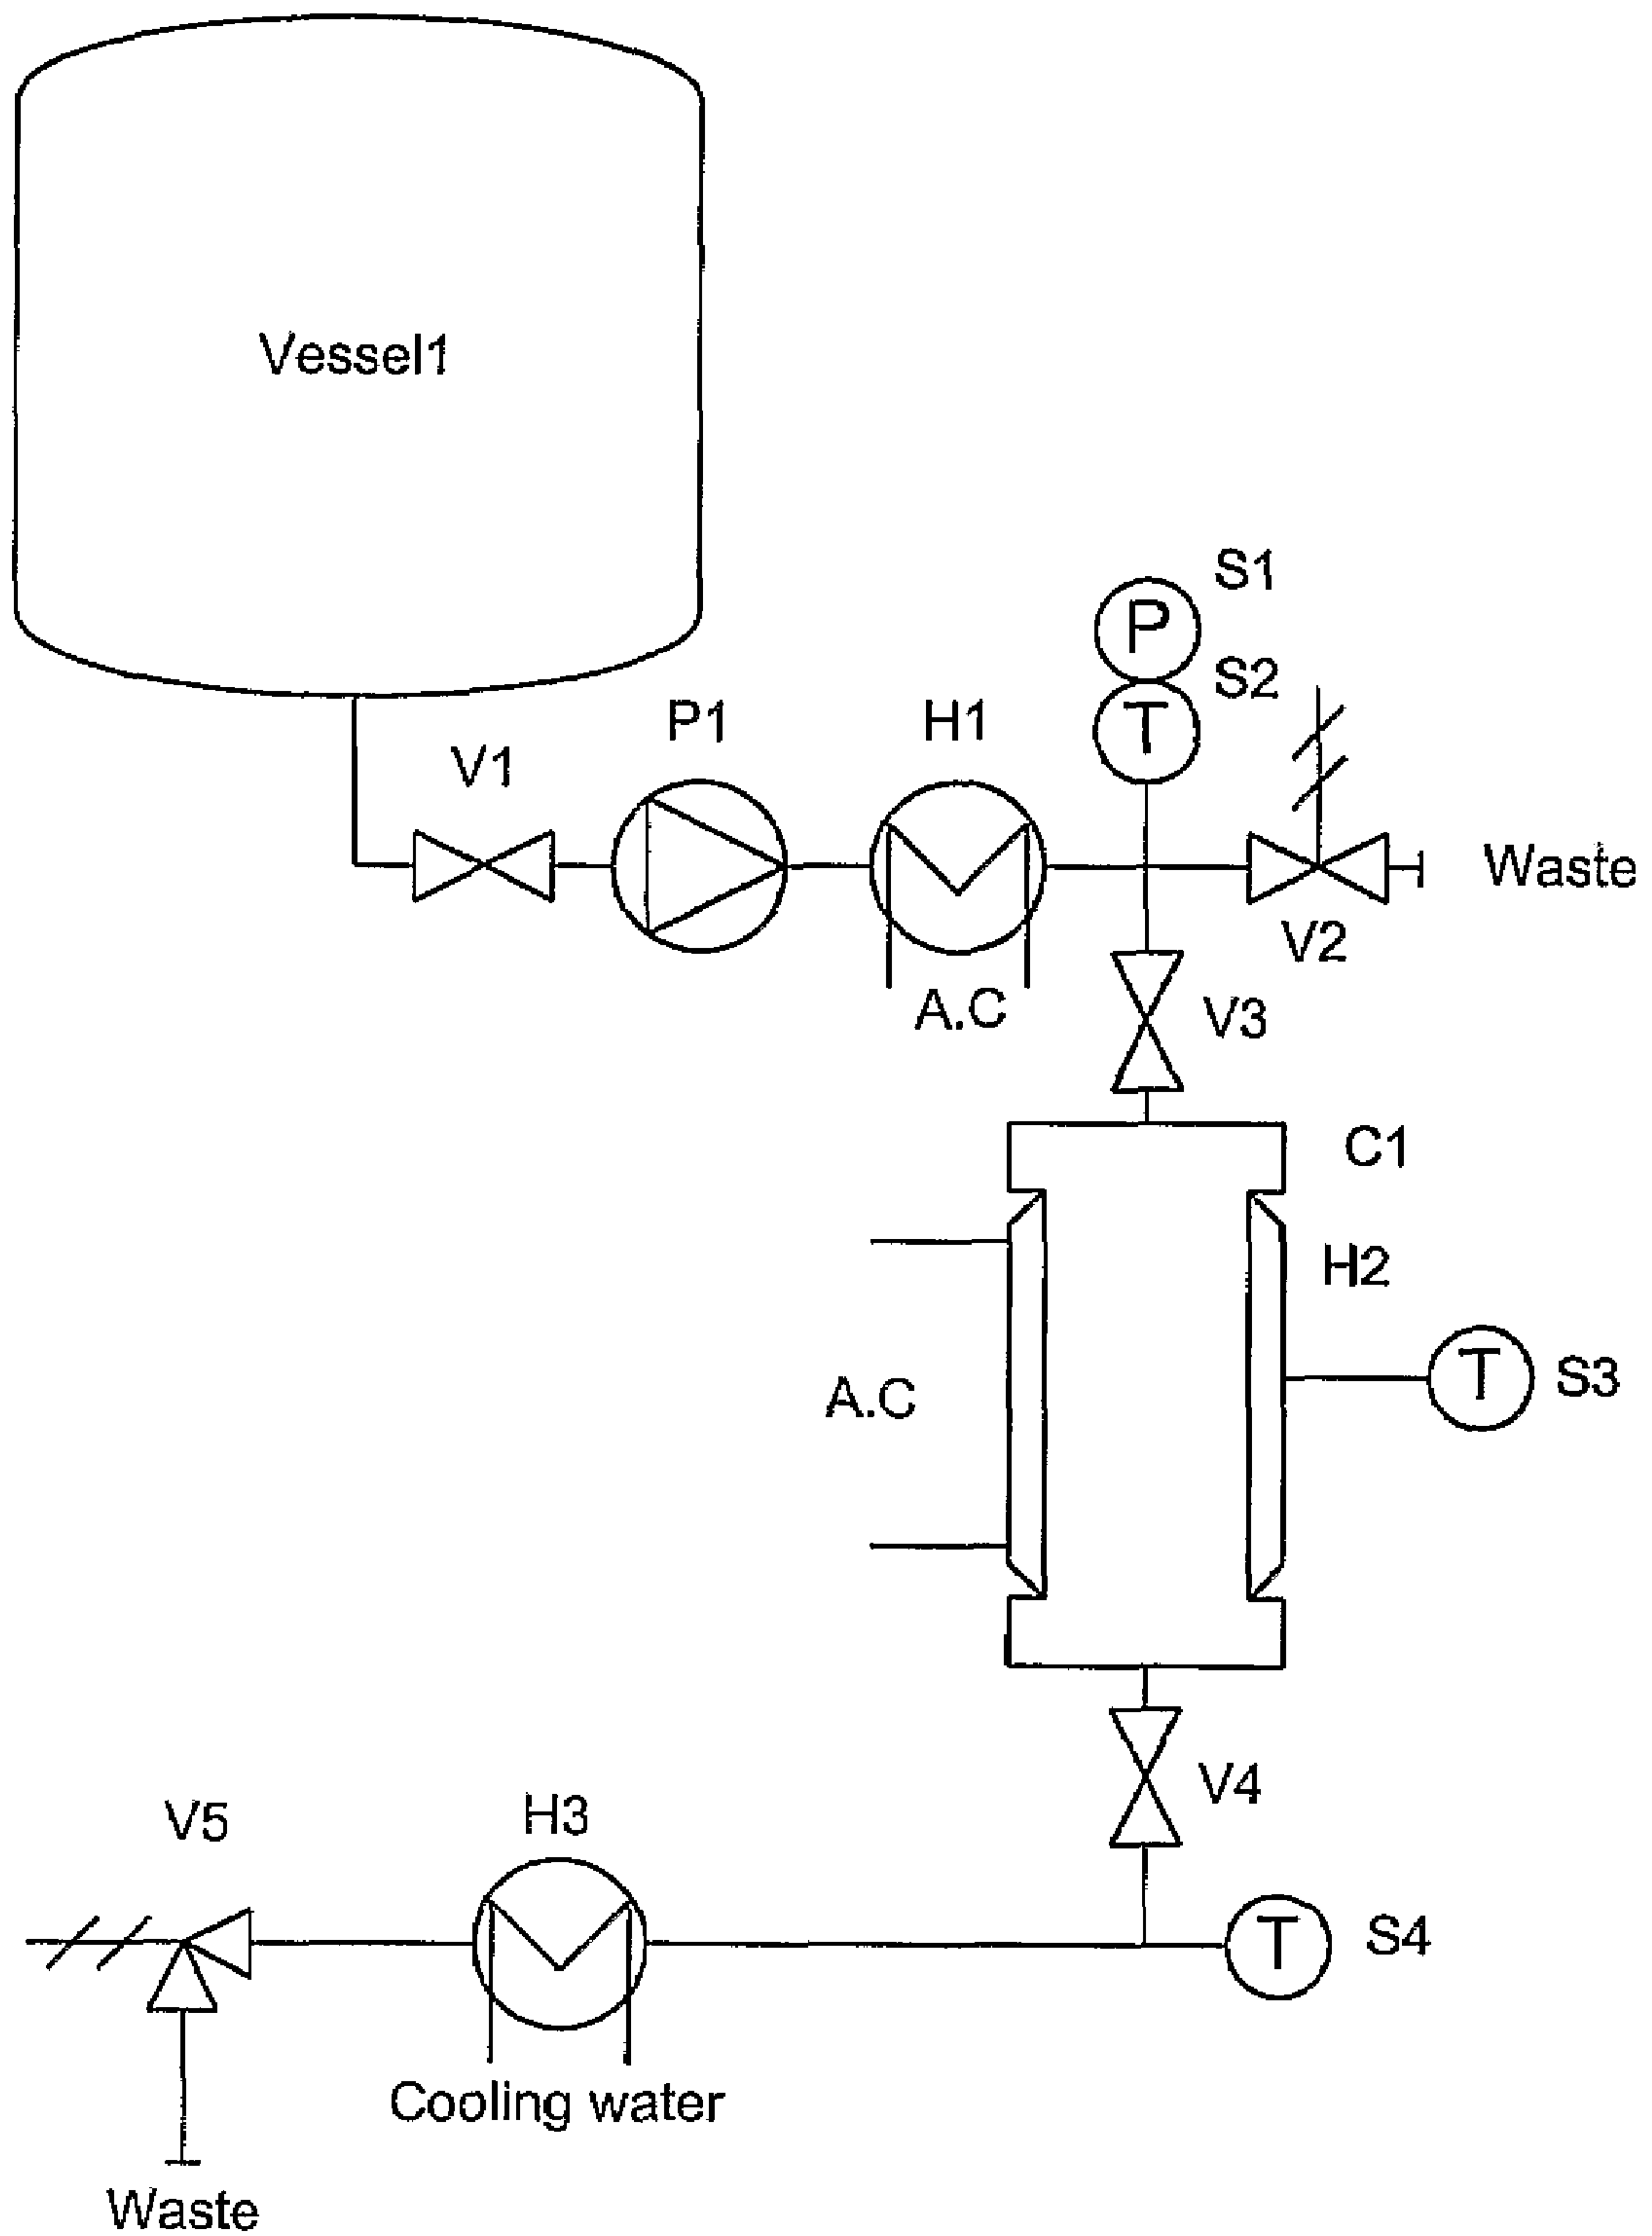 Vessel1
S1
P
S2
T
P1
H1
V1
Waste
V2
A.C
V3
C1
H2
T
S3
A.C
V4
V5
H3
T
S4
Cooling water
Waste